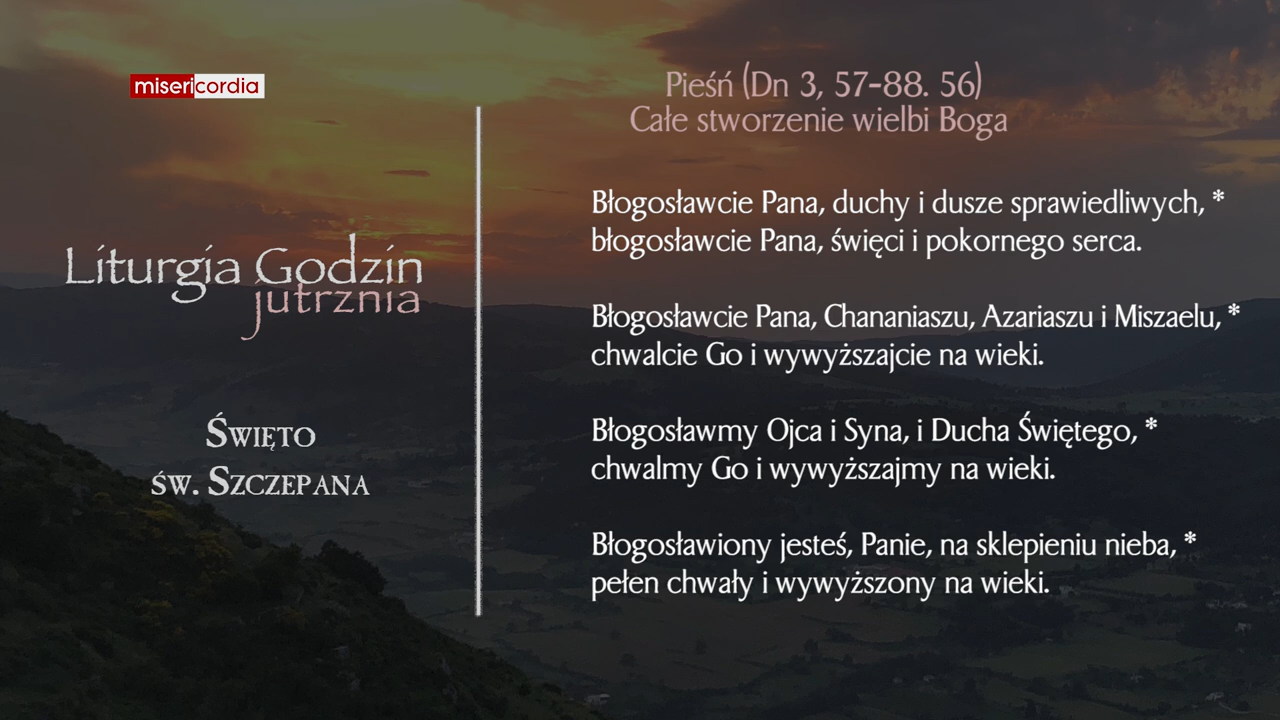 misericordia
Liturgia Godzin
jutrznia
Święto
św. Szczepana
Pieśń (Dn 3, 57-88. 56)
Całe stworzenie wielbi Boga
Błogosławcie Pana, duchy i dusze sprawiedliwych, *
błogosławcie Pana, święci i pokornego serca.
Błogosławcie Pana, Chananiaszu, Azariaszu i Miszaelu, *
chwalcie Go i wywyższajcie na wieki.
Błogosławmy Ojca i Syna, i Ducha Świętego, *
chwalmy Go i wywyższajmy na wieki.
Błogosławiony jesteś, Panie, na sklepieniu nieba, *
pełen chwały i wywyższony na wieki.